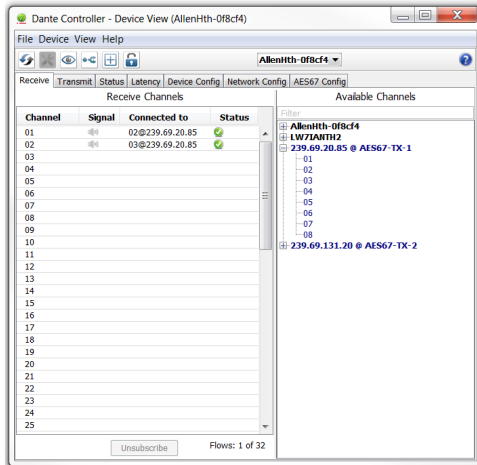 Dante Controller - Device View (AllenHth-0f8cf4)
File Device View Help
AllenHth-0f8cf4
Receive Transmit Status Latency Device Config Network Config AES67 Config
Receive Channels
Channel Signal Connected to Status
01 02@239.69.20.85
02 03@239.69.20.85
03
04
05
06
07
08
09
10
11
12
13
14
15
16
17
18
19
20
21
22
23
24
25
Unsubscribe Flows: 1 of 32
Available Channels
Filter
AllenHth-0f8cf4
LW7IANTH2
239.69.20.85 @ AES67-TX-1
01
02
03
04
05
06
07
08
239.69.131.20 @ AES67-TX-2